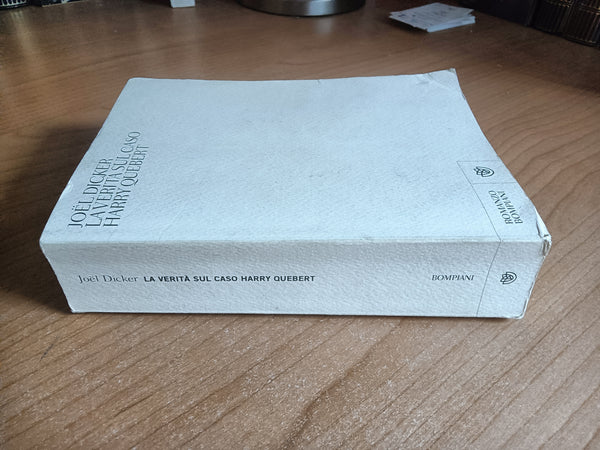 JOËL DICKER
LA VERITÀ SUL CASO
HARRY QUEBERT
ROMANZO
BOMPIANI
Joël Dicker LA VERITÀ SUL CASO HARRY QUEBERT
BOMPIANI